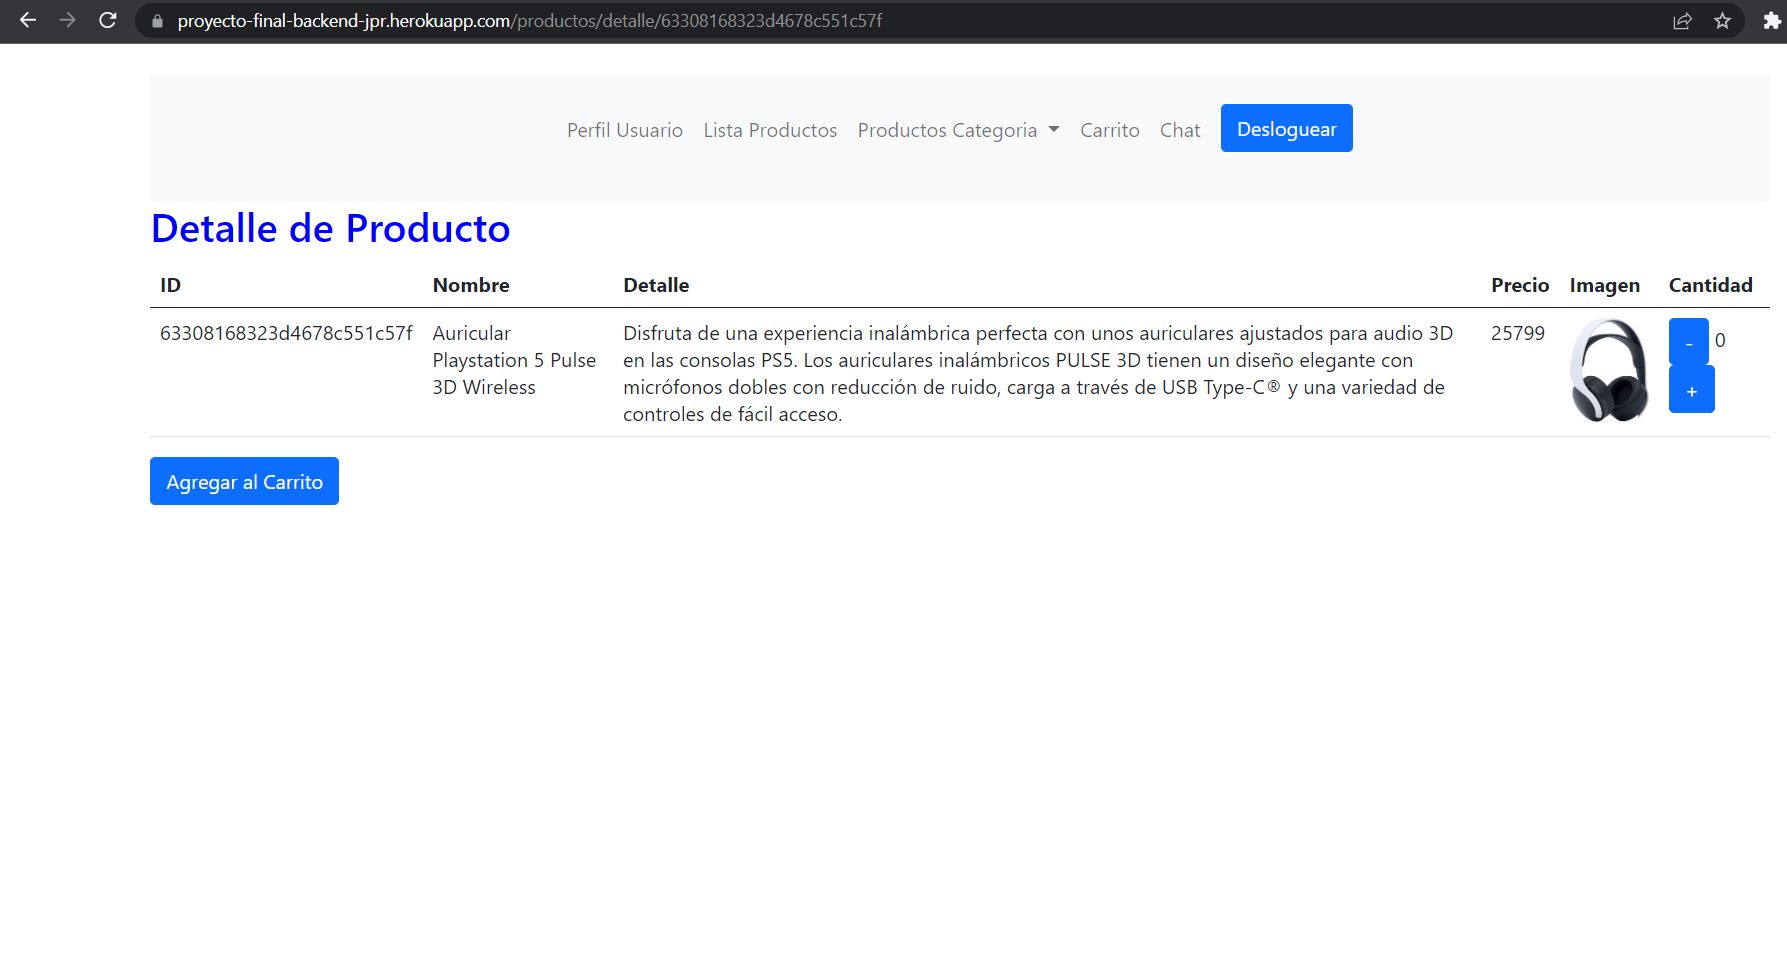 proyecto-final-backend-jpr.herokuapp.com/productos/detalle/63308168323d4678c551c57f
Perfil Usuario Lista Productos Productos Categoria Carrito Chat Desloguear
Detalle de Producto
ID Nombre Detalle Precio Imagen Cantidad
63308168323d4678c551c57f
Auricular
Playstation 5 Pulse
3D Wireless
Disfruta de una experiencia inalámbrica perfecta con unos auriculares ajustados para audio 3D
en las consolas PS5. Los auriculares inalámbricos PULSE 3D tienen un diseño elegante con
micrófonos dobles con reducción de ruido, carga a través de USB Type-C® y una variedad de
controles de fácil acceso.
25799
- 0
+
Agregar al Carrito